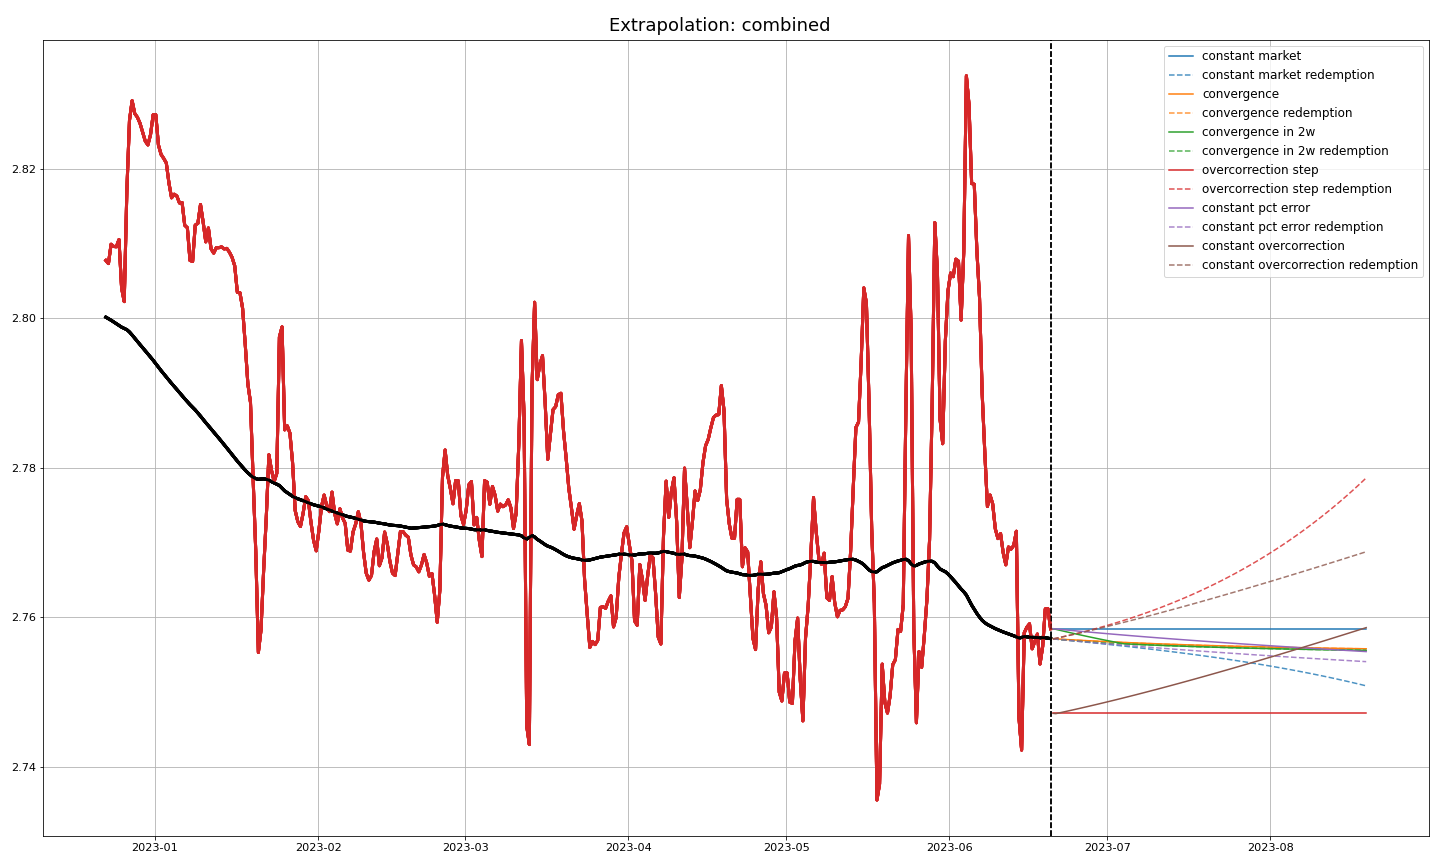 Extrapolation: combined
constant market
constant market redemption
convergence
convergence redemption
convergence in 2w
convergence in 2w redemption
overcorrection step
overcorrection step redemption
constant pct error
constant pct error redemption
constant overcorrection
constant overcorrection redemption
2.82
2.80
2.78
2.76
2.74
2023-01
2023-02
2023-03
2023-04
2023-05
2023-06
2023-07
2023-08